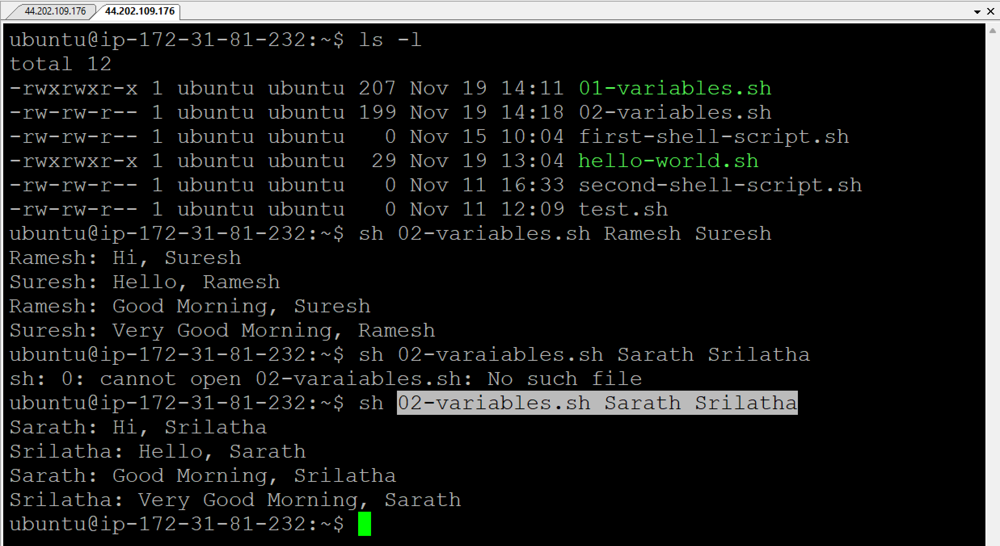 44.202.109.176 44.202.109.176
ubuntu@ip-172-31-81-232:~$ ls -l
total 12
-rwxrwxr-x 1 ubuntu ubuntu 207 Nov 19 14:11 01-variables.sh
-rw-rw-r-- 1 ubuntu ubuntu 199 Nov 19 14:18 02-variables.sh
-rw-rw-r-- 1 ubuntu ubuntu   0 Nov 15 10:04 first-shell-script.sh
-rwxrwxr-x 1 ubuntu ubuntu  29 Nov 19 13:04 hello-world.sh
-rw-rw-r-- 1 ubuntu ubuntu   0 Nov 11 16:33 second-shell-script.sh
-rw-rw-r-- 1 ubuntu ubuntu   0 Nov 11 12:09 test.sh
ubuntu@ip-172-31-81-232:~$ sh 02-variables.sh Ramesh Suresh
Ramesh: Hi, Suresh
Suresh: Hello, Ramesh
Ramesh: Good Morning, Suresh
Suresh: Very Good Morning, Ramesh
ubuntu@ip-172-31-81-232:~$ sh 02-varaiables.sh Sarath Srilatha
sh: 0: cannot open 02-varaiables.sh: No such file
ubuntu@ip-172-31-81-232:~$ sh 02-variables.sh Sarath Srilatha
Sarath: Hi, Srilatha
Srilatha: Hello, Sarath
Sarath: Good Morning, Srilatha
Srilatha: Very Good Morning, Sarath
ubuntu@ip-172-31-81-232:~$